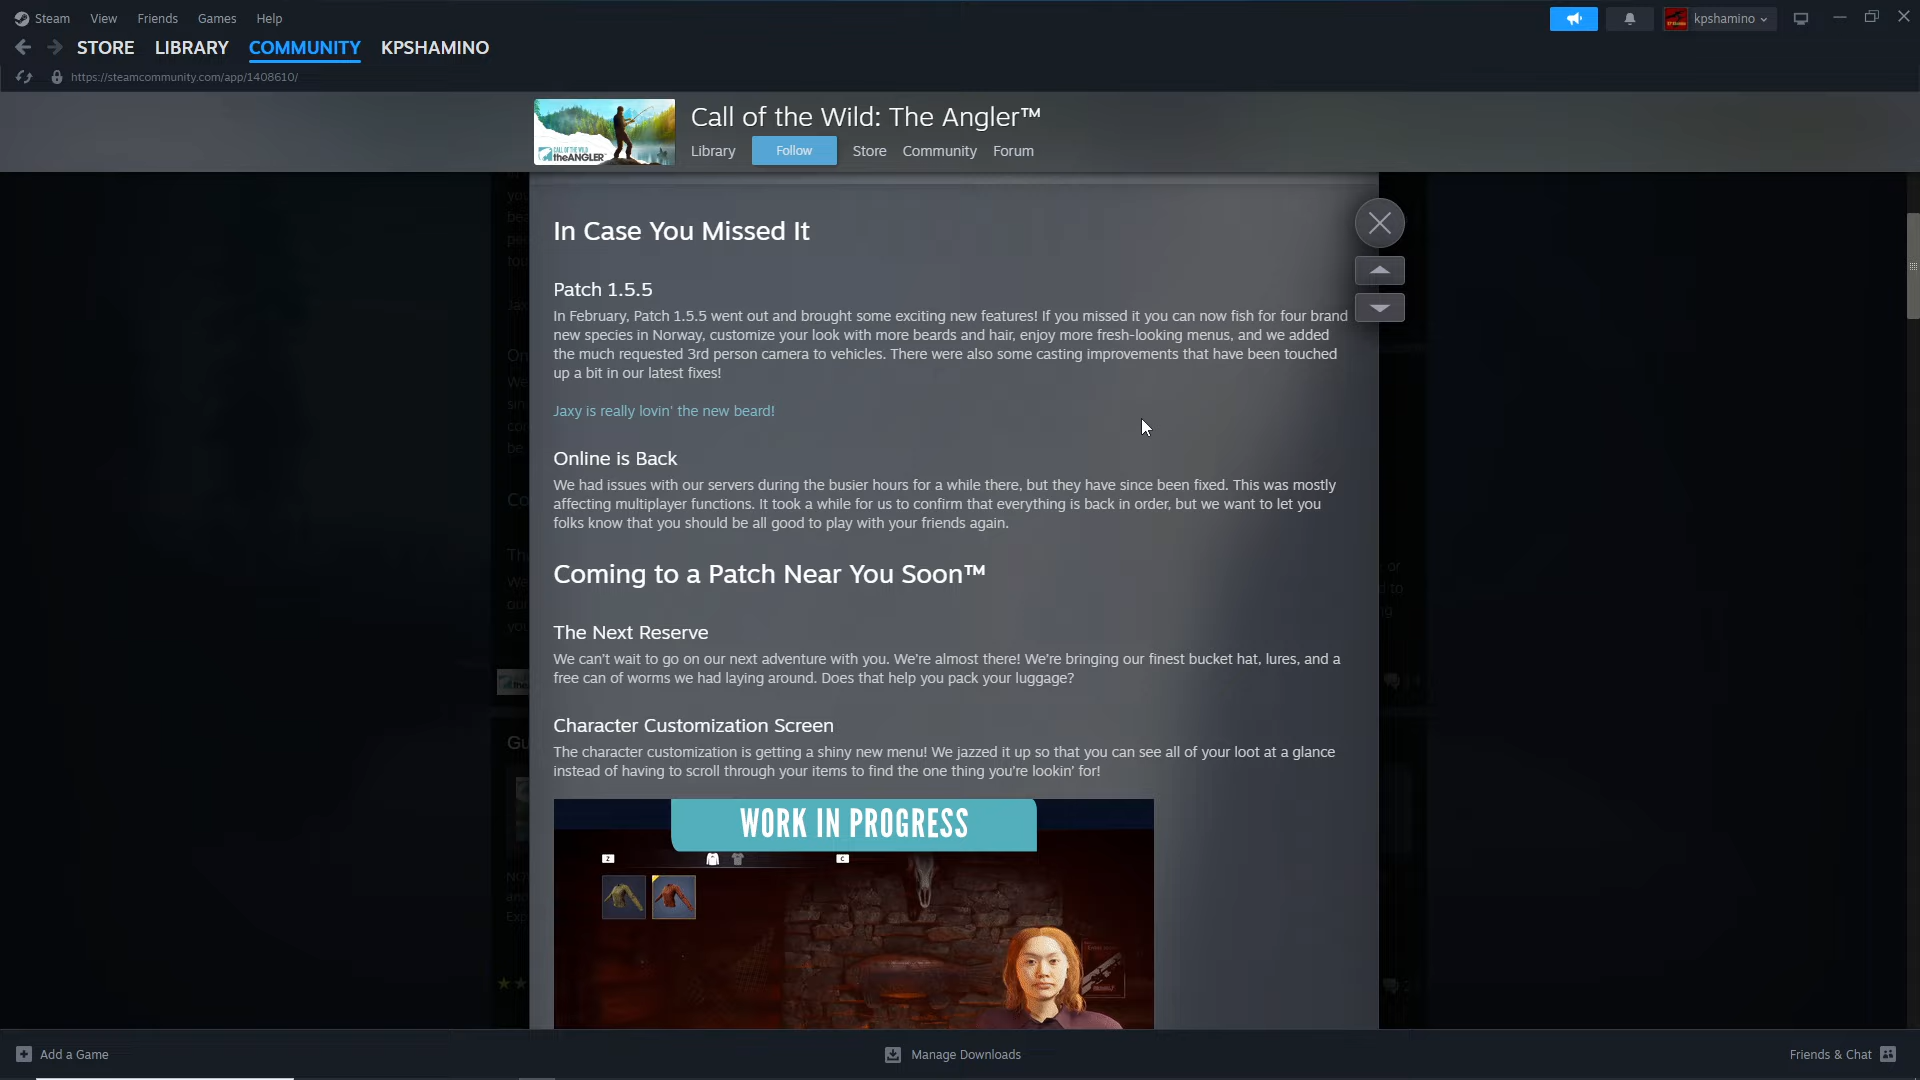 Steam View Friends Games Help
kpshamino
STORE LIBRARY COMMUNITY KPSHAMINO
https://steamcommunity.com/app/1408610/
CALL OF THE WILD
theANGLER
Call of the Wild: The Angler™
Library Follow Store Community Forum
In Case You Missed It
Patch 1.5.5
In February, Patch 1.5.5 went out and brought some exciting new features! If you missed it you can now fish for four brand
new species in Norway, customize your look with more beards and hair, enjoy more fresh-looking menus, and we added
the much requested 3rd person camera to vehicles. There were also some casting improvements that have been touched
up a bit in our latest fixes!
Jaxy is really lovin' the new beard!
Online is Back
We had issues with our servers during the busier hours for a while there, but they have since been fixed. This was mostly
affecting multiplayer functions. It took a while for us to confirm that everything is back in order, but we want to let you
folks know that you should be all good to play with your friends again.
Coming to a Patch Near You Soon™
The Next Reserve
We can't wait to go on our next adventure with you. We're almost there! We're bringing our finest bucket hat, lures, and a
free can of worms we had laying around. Does that help you pack your luggage?
Character Customization Screen
The character customization is getting a shiny new menu! We jazzed it up so that you can see all of your loot at a glance
instead of having to scroll through your items to find the one thing you're lookin' for!
WORK IN PROGRESS
Z C
Add a Game
Manage Downloads
Friends & Chat